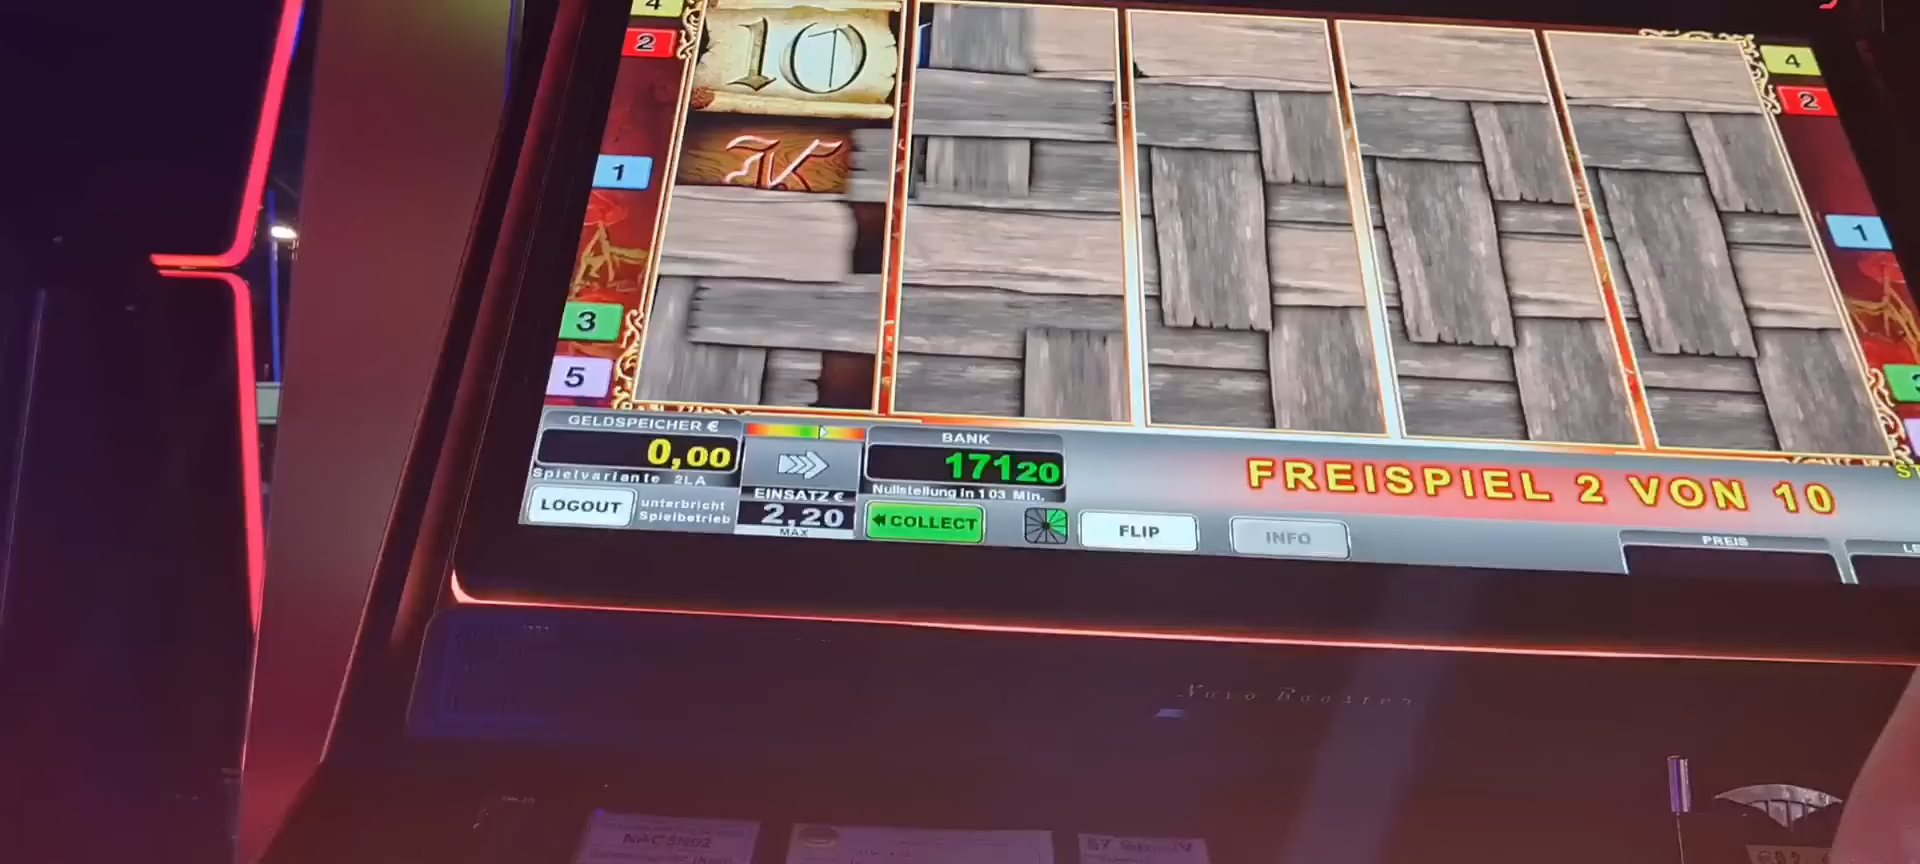 4
2
10
4
2
K
1
1
3
5
GELDSPEICHER €
0,00
Spielvariante 2LA
LOGOUT
unterbricht
Spielbetrieb
EINSATZ €
2,20
MAX
BANK
17120
Nullstellung in 103 Min.
COLLECT
FLIP
INFO
FREISPIEL 2 VON 10
PREIS